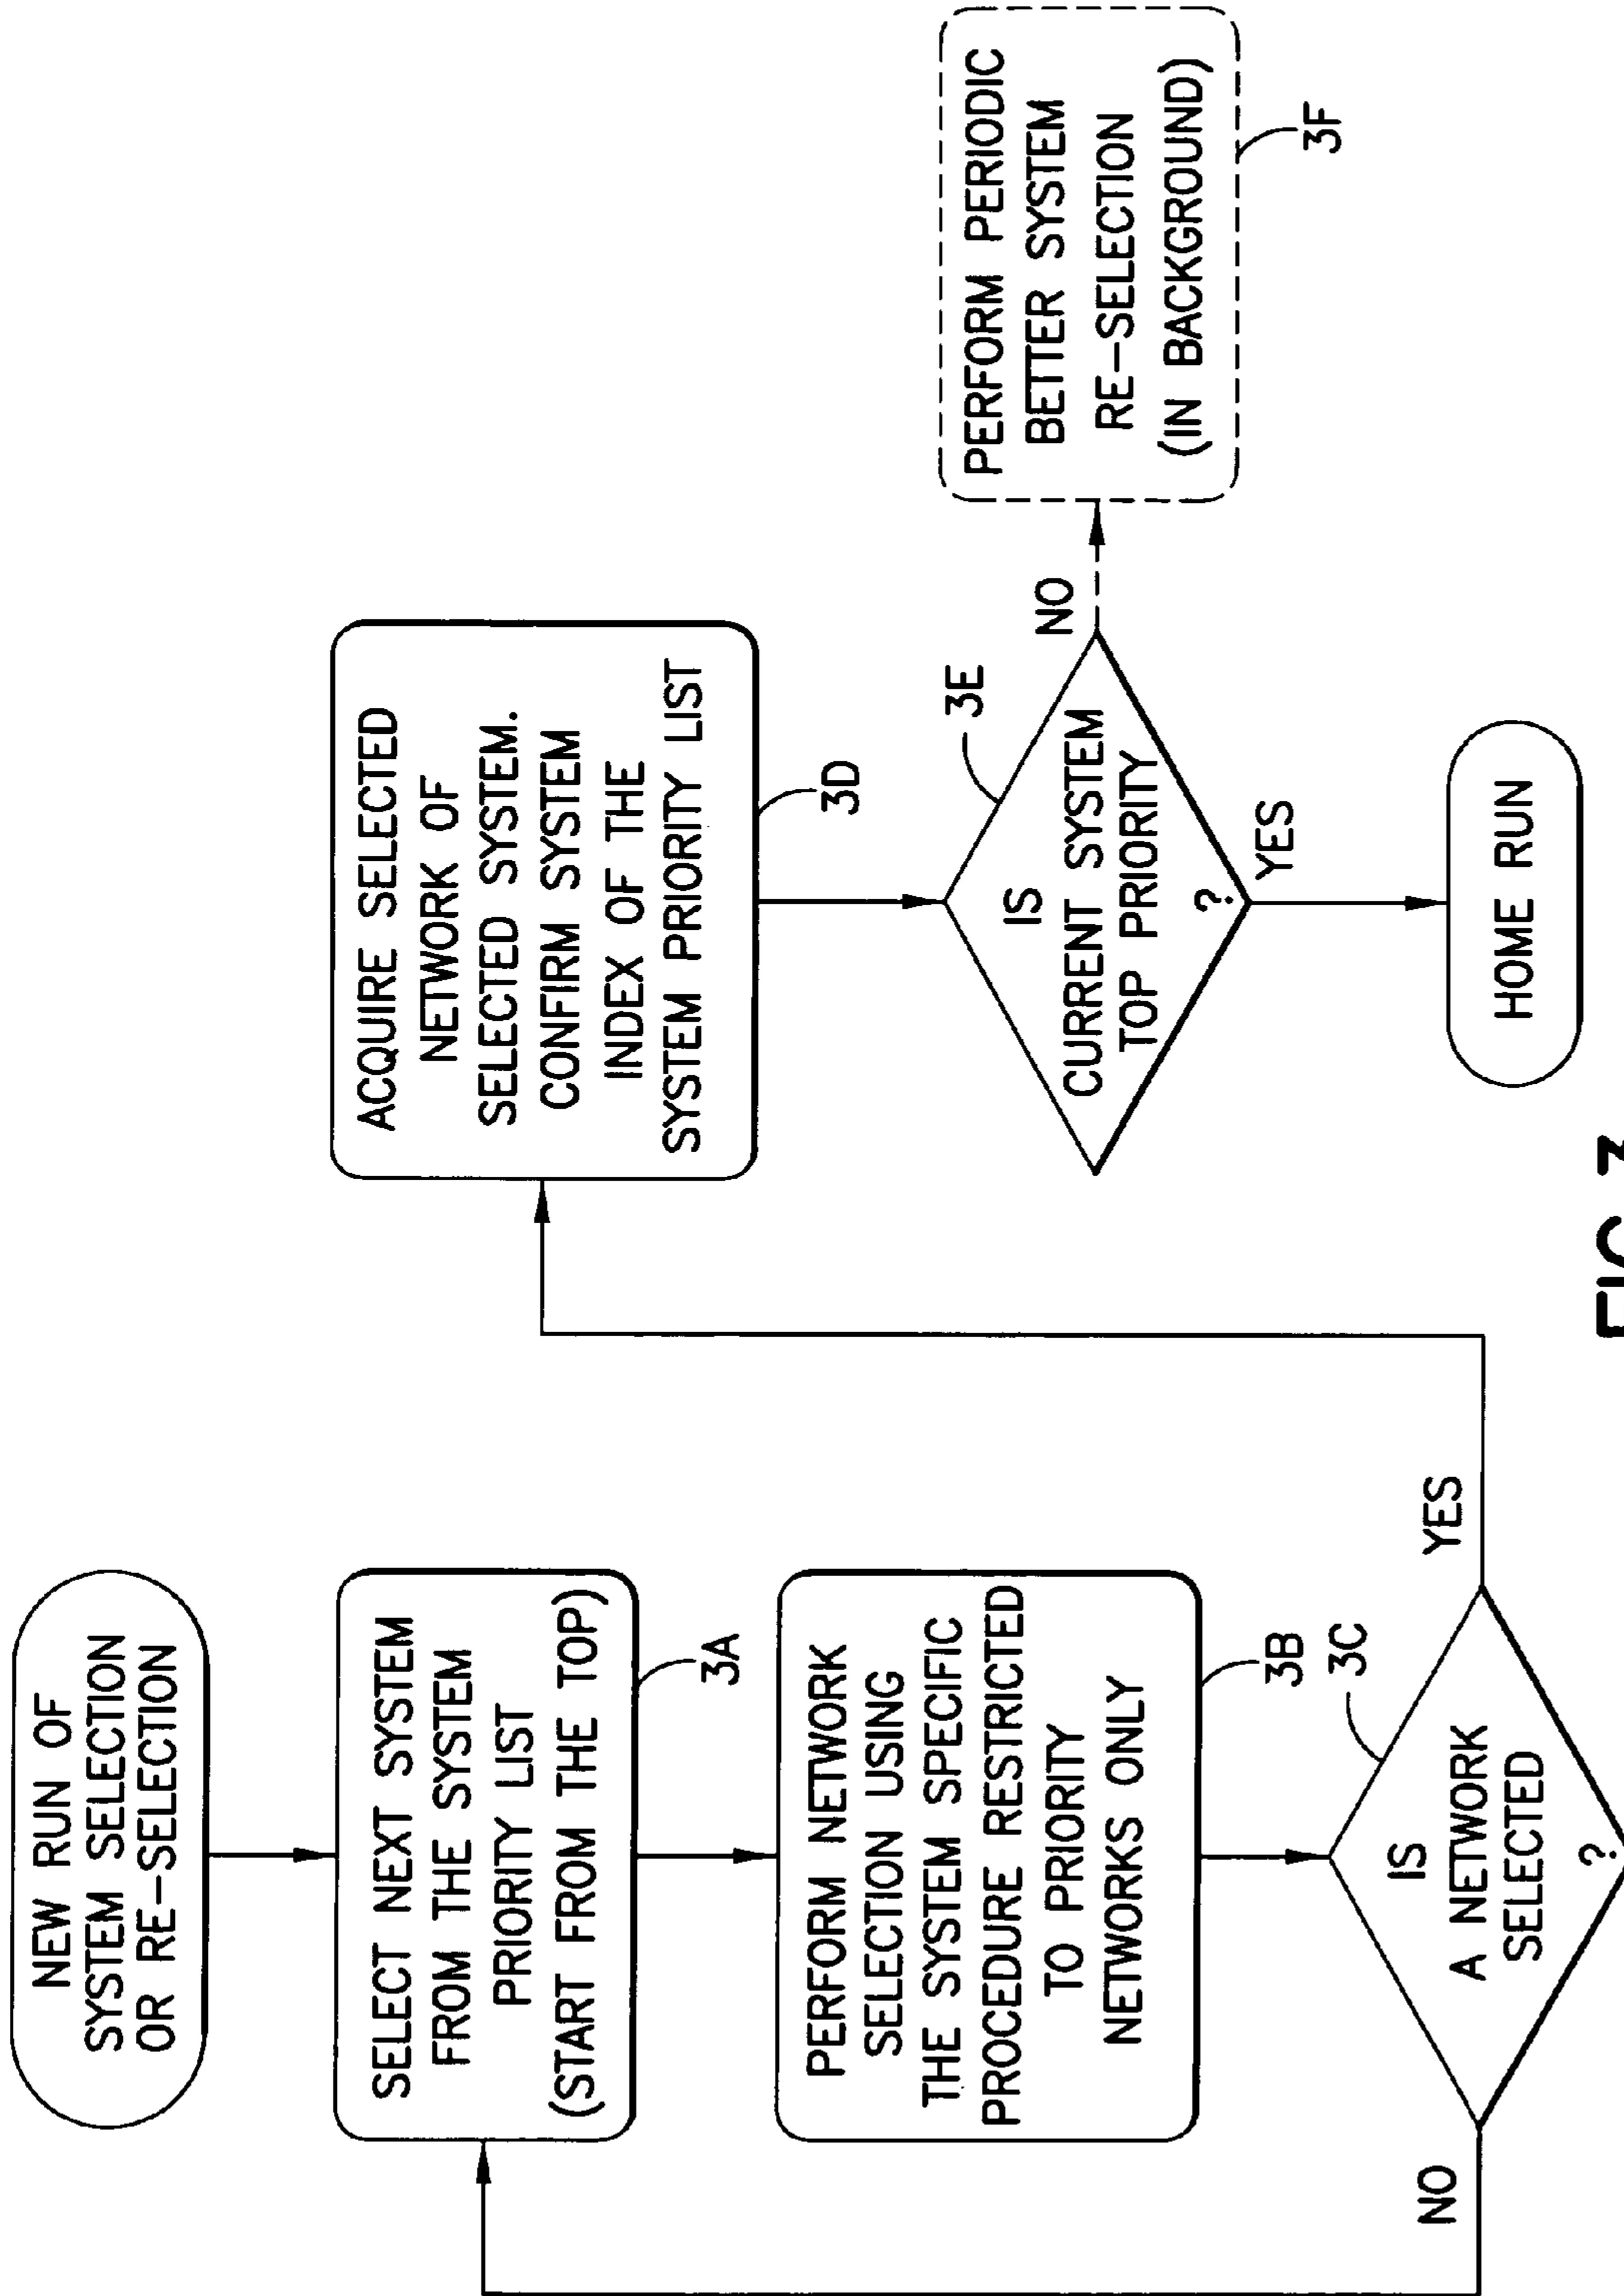 NEW RUN OF
SYSTEM SELECTION
OR RE-SELECTION
SELECT NEXT SYSTEM
FROM THE SYSTEM
PRIORITY LIST
(START FROM THE TOP)
3A
PERFORM NETWORK
SELECTION USING
THE SYSTEM SPECIFIC
PROCEDURE RESTRICTED
TO PRIORITY
NETWORKS ONLY
3B
3C
IS
A NETWORK
SELECTED
?
NO
YES
ACQUIRE SELECTED
NETWORK OF
SELECTED SYSTEM.
CONFIRM SYSTEM
INDEX OF THE
SYSTEM PRIORITY LIST
3D
3E
IS
CURRENT SYSTEM
TOP PRIORITY
?
NO
YES
PERFORM PERIODIC
BETTER SYSTEM
RE-SELECTION
(IN BACKGROUND)
3F
HOME RUN
FIG.3